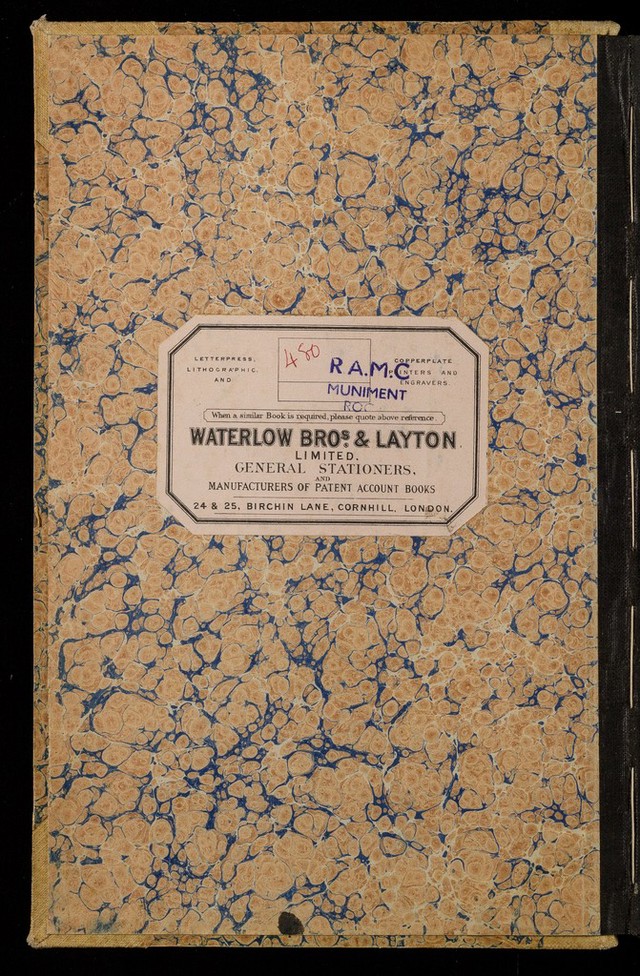 LETTERPRESS,
LITHOGRAPHIC.
AND
480
COPPERPLATE
AND
ENGRAVERS.
R.A.M.C
MUNIMENT
When a similar Book is required, please quote above reference.
WATERLOW BROS. & LAYTON
LIMITED.
GENERAL STATIONERS,
AND
MANUFACTURERS OF PATENT ACCOUNT BOOKS
24 & 25, BIRCHIN LANE, CORNHILL, LONDON.